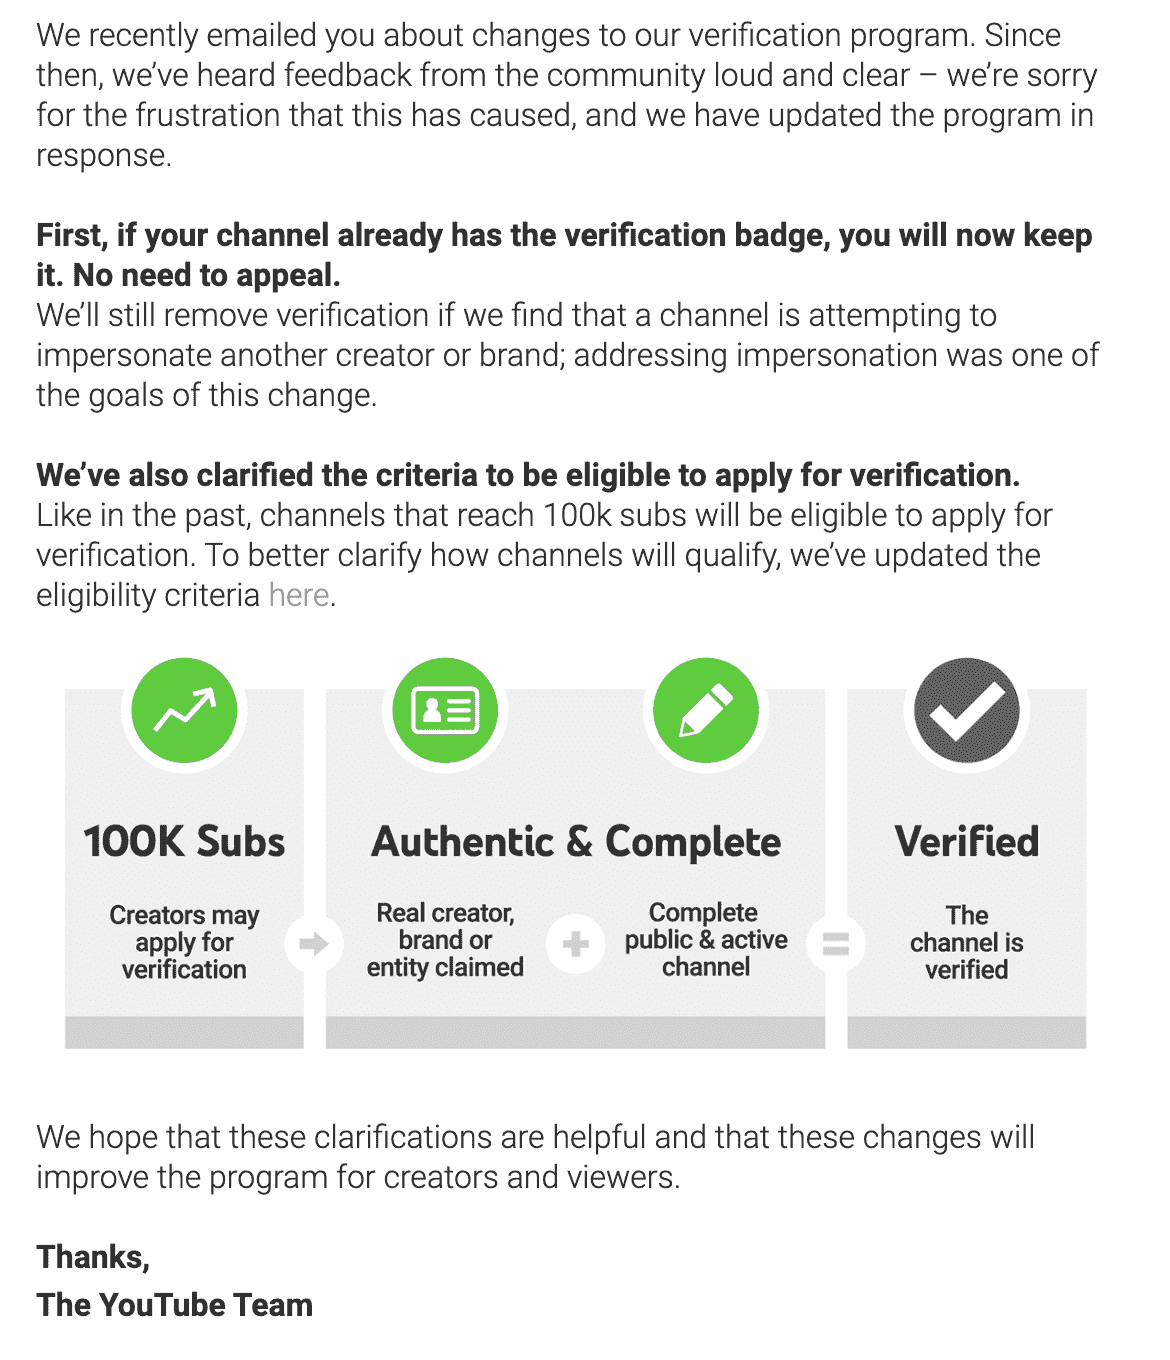 We recently emailed you about changes to our verification program. Since
then, we’ve heard feedback from the community loud and clear – we’re sorry
for the frustration that this has caused, and we have updated the program in
response.
First, if your channel already has the verification badge, you will now keep
it. No need to appeal.
We’ll still remove verification if we find that a channel is attempting to
impersonate another creator or brand; addressing impersonation was one of
the goals of this change.
We’ve also clarified the criteria to be eligible to apply for verification.
Like in the past, channels that reach 100k subs will be eligible to apply for
verification. To better clarify how channels will qualify, we’ve updated the
eligibility criteria here.
100K Subs
Creators may
apply for
verification
Authentic & Complete
Real creator,
brand or
entity claimed
Complete
public & active
channel
Verified
The
channel is
verified
We hope that these clarifications are helpful and that these changes will
improve the program for creators and viewers.
Thanks,
The YouTube Team